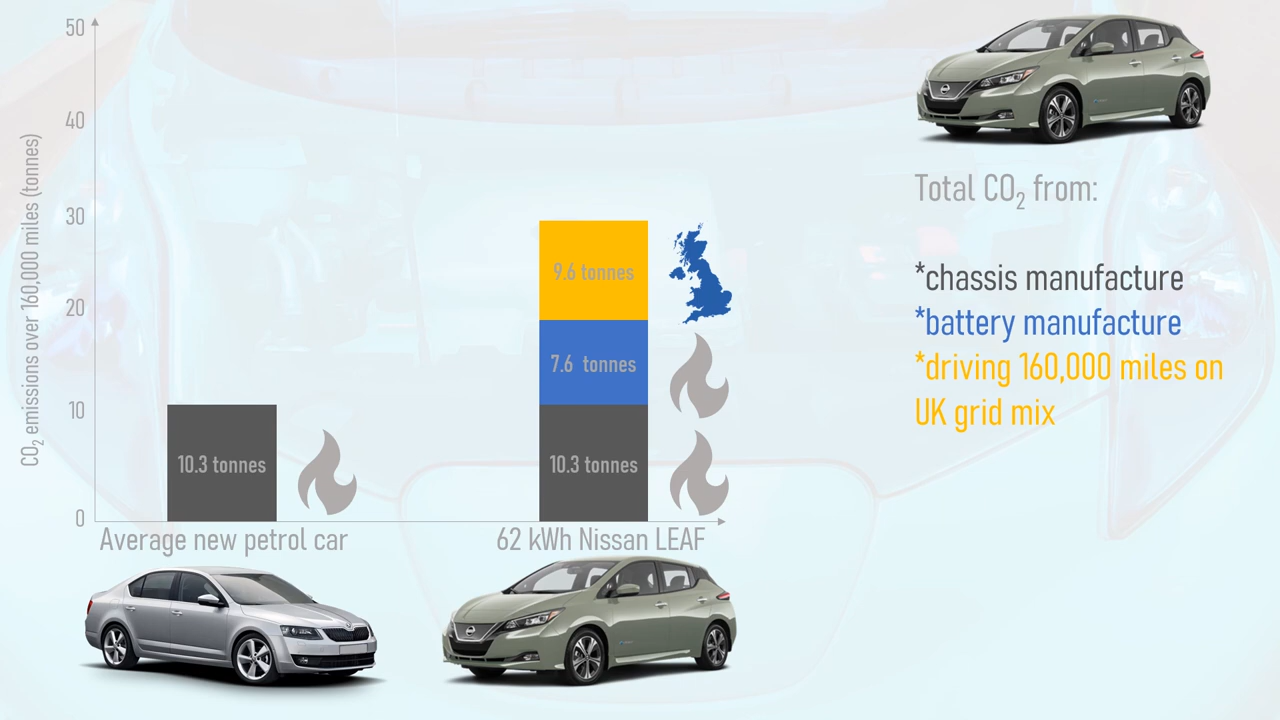 50
40
30
20
10
0
CO₂ emissions over 160,000 miles (tonnes)
10.3 tonnes
9.6 tonnes
7.6 tonnes
10.3 tonnes
Average new petrol car
62 kWh Nissan LEAF
Total CO₂ from:
*chassis manufacture
*battery manufacture
*driving 160,000 miles on
UK grid mix